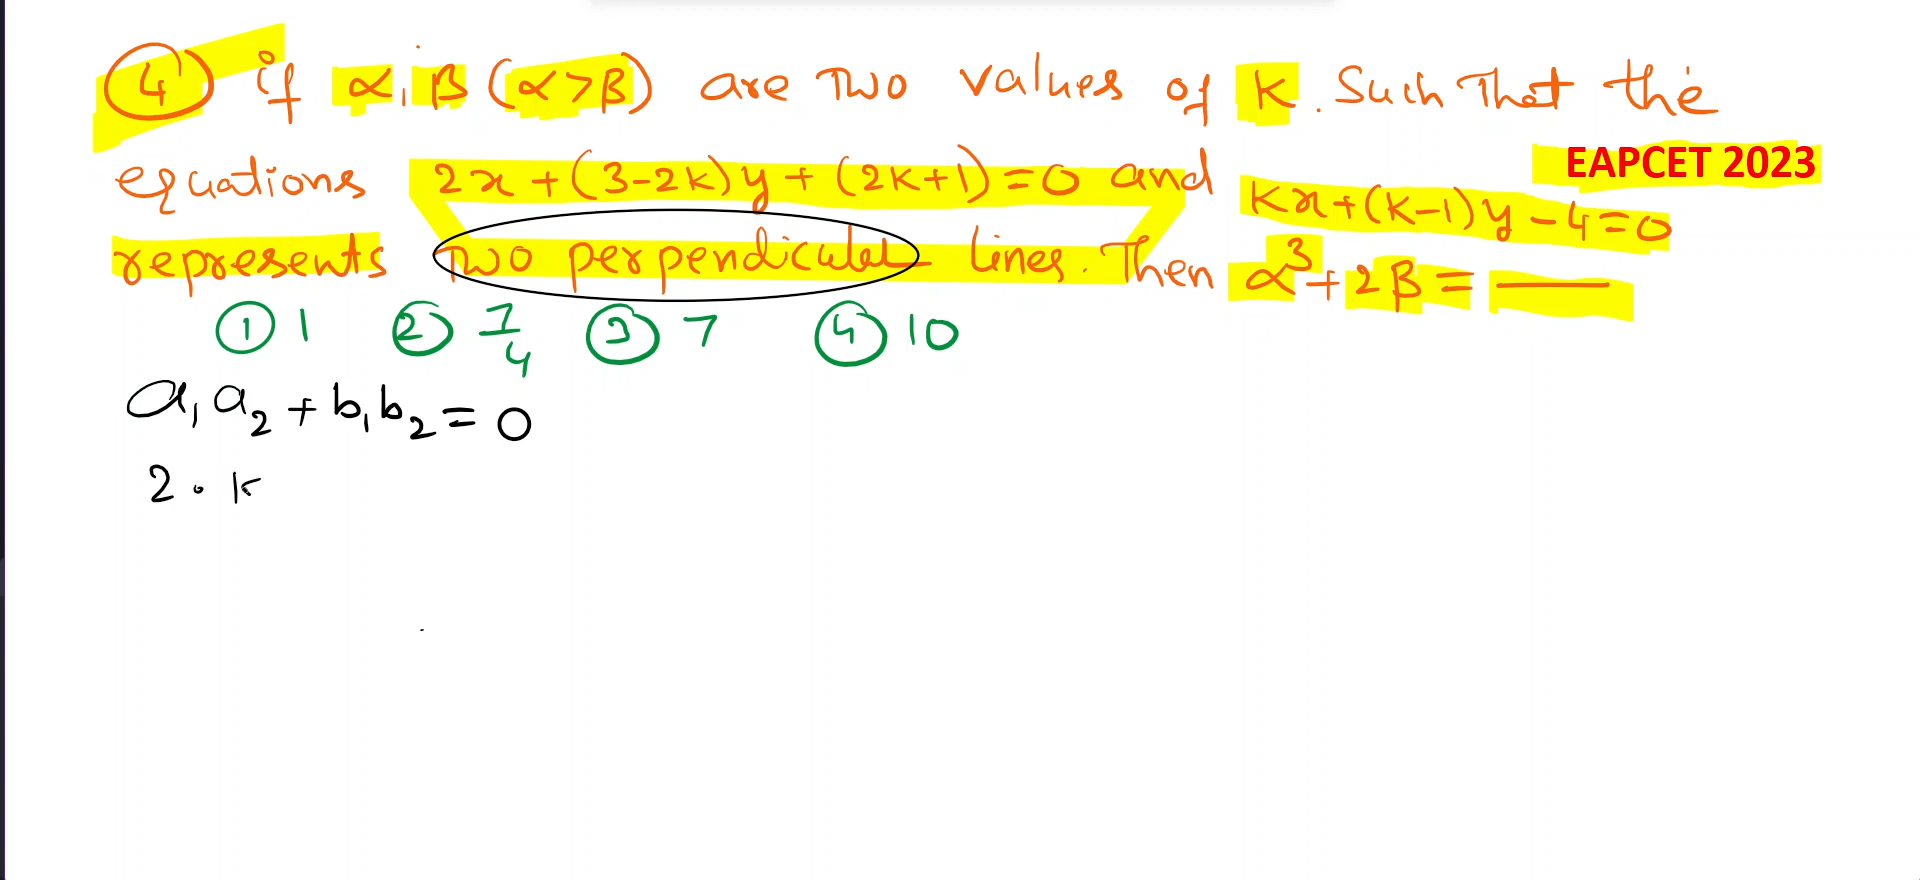 4 if α, β (α>β) are Two values of K. Such That the
equations 2x+(3-2K)y+(2K+1)=0 and Kx+(K-1)y-4=0
EAPCET 2023
represents Two perpendicular lines. Then α³+2β = ———
① 1 ② 7/4 ③ 7 ④ 10
a₁a₂+b₁b₂=0
2 . K